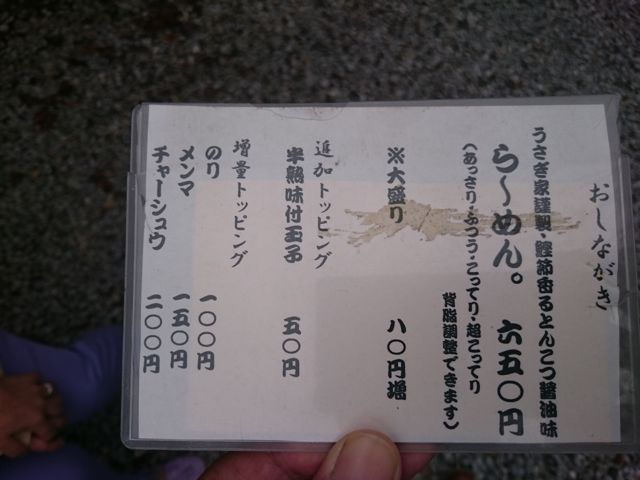 おしながき
うさぎ家謹製・鰹節香るとんこつ醤油味
ら〜めん。 六五〇円
(あっさり・ふつう・こってり・超こってり
背脂調整できます)
※大盛り 八〇円増
追加トッピング
半熟味付玉子 五〇円
増量トッピング
のり 一〇〇円
メンマ 一五〇円
チャーシュウ 二〇〇円